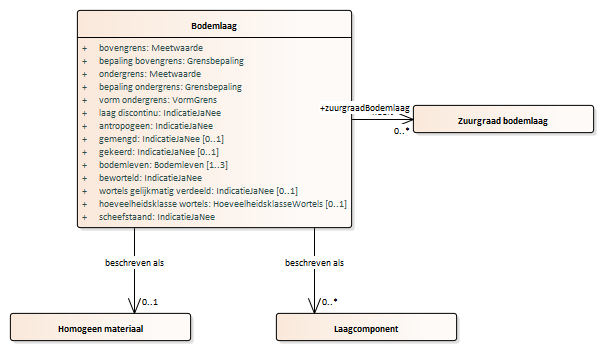 Bodemlaag
+ bovengrens: Meetwaarde
+ bepaling bovengrens: Grensbepaling
+ ondergrens: Meetwaarde
+ bepaling ondergrens: Grensbepaling
+ vorm ondergrens: VormGrens
+ laag discontinu: IndicatieJaNee
+ antropogeen: IndicatieJaNee
+ gemengd: IndicatieJaNee [0..1]
+ gekeerd: IndicatieJaNee [0..1]
+ bodemleven: Bodemleven [1..3]
+ beworteld: IndicatieJaNee
+ wortels gelijkmatig verdeeld: IndicatieJaNee [0..1]
+ hoeveelheidsklasse wortels: HoeveelheidsklasseWortels [0..1]
+ scheefstaand: IndicatieJaNee
+zuurgraadBodemlaag
0..*
Zuurgraad bodemlaag
beschreven als
beschreven als
0..1
0..*
Homogeen materiaal
Laagcomponent